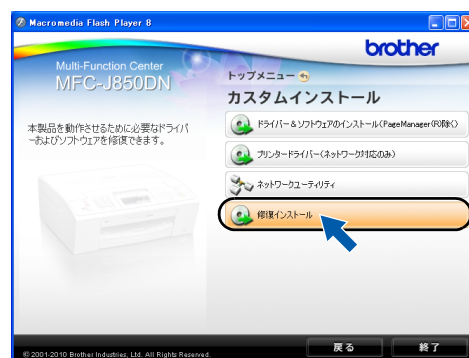 Macromedia Flash Player 8
brother
Multi-Function Center
MFC-J850DN
トップメニュー
カスタムインストール
本製品を動作させるために必要なドライバ
ーおよびソフトウェアを修復できます。
ドライバー&ソフトウェアのインストール(PageManager(R)除く)
プリンタードライバー(ネットワーク対応のみ)
ネットワークユーティリティ
修復インストール
© 2001-2010 Brother Industries, Ltd. All Rights Reserved.
戻る
終了